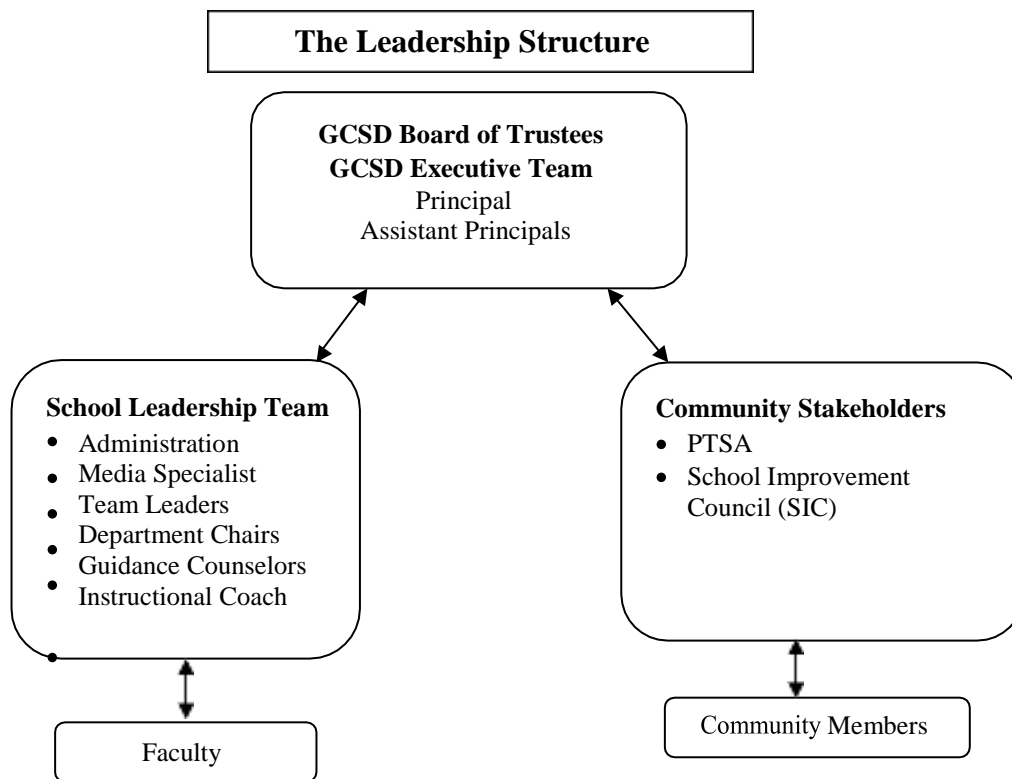 The Leadership Structure
GCSD Board of Trustees
GCSD Executive Team
Principal
Assistant Principals
School Leadership Team
• Administration
• Media Specialist
• Team Leaders
• Department Chairs
• Guidance Counselors
• Instructional Coach
•
Community Stakeholders
• PTSA
• School Improvement
Council (SIC)
Faculty
Community Members